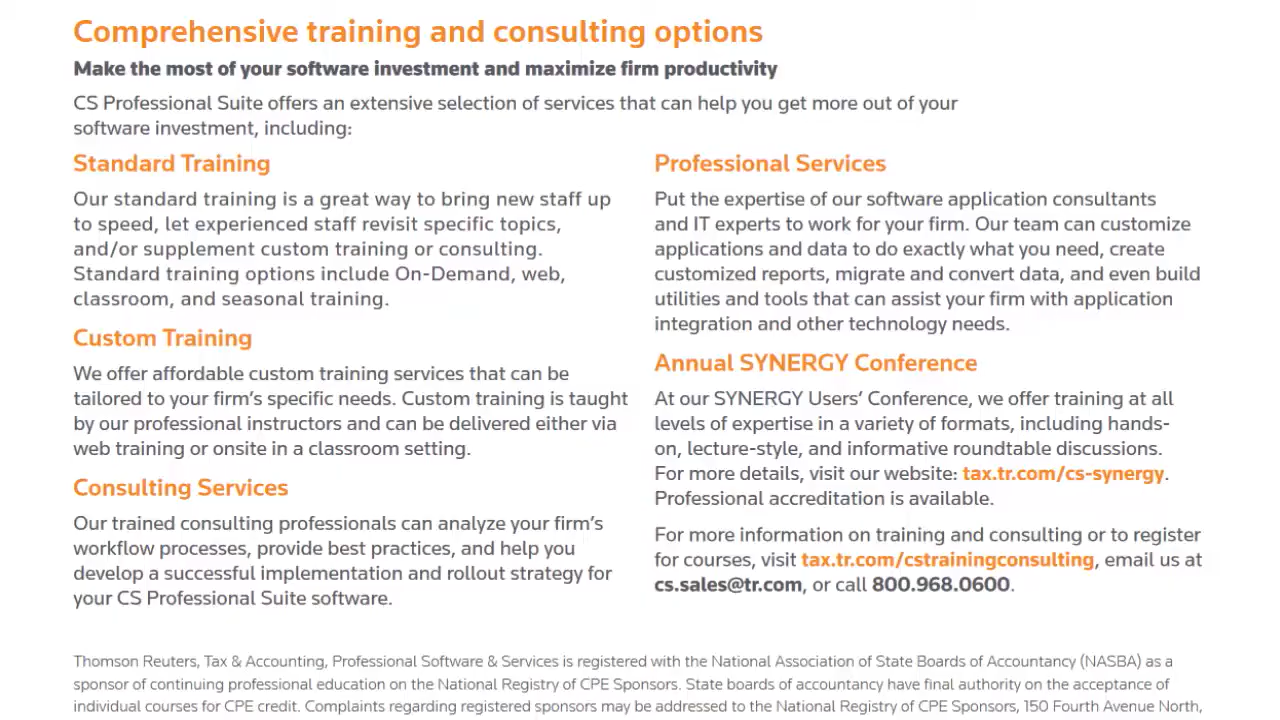 Comprehensive training and consulting options
Make the most of your software investment and maximize firm productivity
CS Professional Suite offers an extensive selection of services that can help you get more out of your
software investment, including:
Standard Training
Our standard training is a great way to bring new staff up
to speed, let experienced staff revisit specific topics,
and/or supplement custom training or consulting.
Standard training options include On-Demand, web,
classroom, and seasonal training.
Custom Training
We offer affordable custom training services that can be
tailored to your firm's specific needs. Custom training is taught
by our professional instructors and can be delivered either via
web training or onsite in a classroom setting.
Consulting Services
Our trained consulting professionals can analyze your firm's
workflow processes, provide best practices, and help you
develop a successful implementation and rollout strategy for
your CS Professional Suite software.
Professional Services
Put the expertise of our software application consultants
and IT experts to work for your firm. Our team can customize
applications and data to do exactly what you need, create
customized reports, migrate and convert data, and even build
utilities and tools that can assist your firm with application
integration and other technology needs.
Annual SYNERGY Conference
At our SYNERGY Users' Conference, we offer training at all
levels of expertise in a variety of formats, including hands-
on, lecture-style, and informative roundtable discussions.
For more details, visit our website: tax.tr.com/cs-synergy.
Professional accreditation is available.
For more information on training and consulting or to register
for courses, visit tax.tr.com/cstrainingconsulting, email us at
cs.sales@tr.com, or call 800.968.0600.
Thomson Reuters, Tax & Accounting, Professional Software & Services is registered with the National Association of State Boards of Accountancy (NASBA) as a
sponsor of continuing professional education on the National Registry of CPE Sponsors. State boards of accountancy have final authority on the acceptance of
individual courses for CPE credit. Complaints regarding registered sponsors may be addressed to the National Registry of CPE Sponsors, 150 Fourth Avenue North,